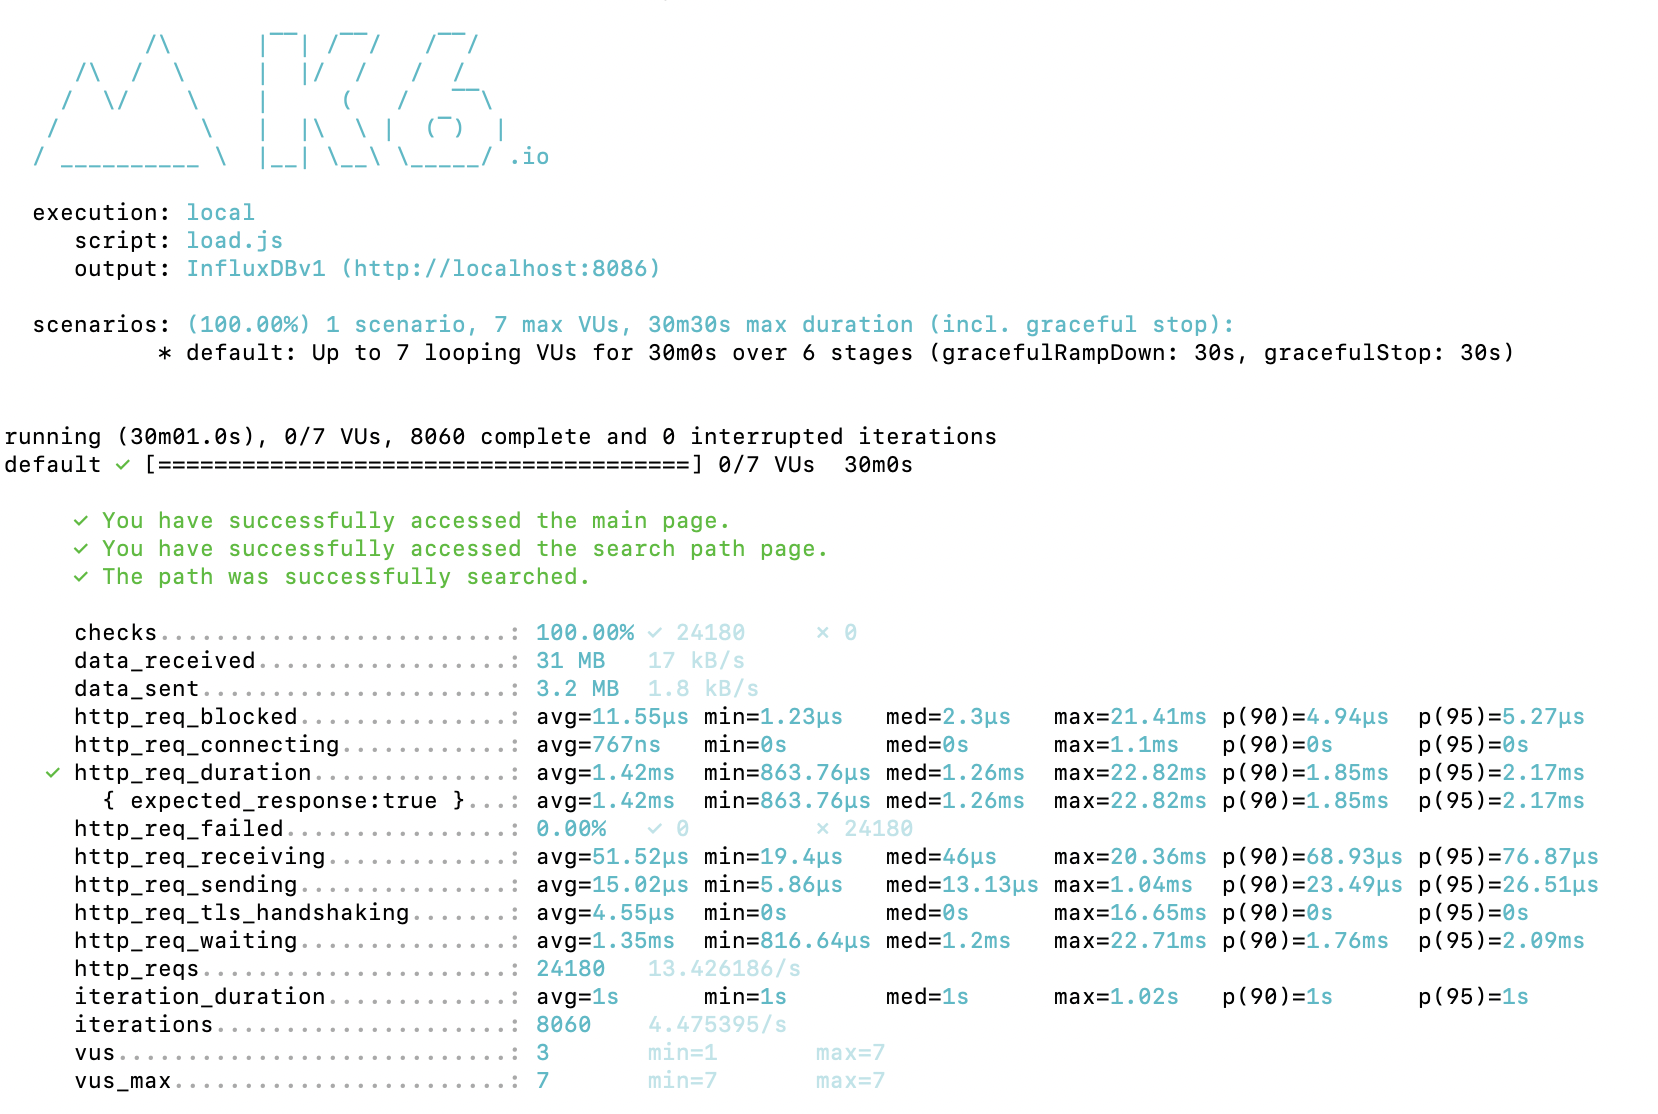 /\      |‾‾| /‾‾/   /‾‾/
     /\  /  \     |  |/  /   /  /
    /  \/    \    |     (   /   ‾‾\
   /          \   |  |\  \ |  (‾)  |
  / __________ \  |__| \__\ \_____/ .io
execution: local
script: load.js
output: InfluxDBv1 (http://localhost:8086)
scenarios: (100.00%) 1 scenario, 7 max VUs, 30m30s max duration (incl. graceful stop):
* default: Up to 7 looping VUs for 30m0s over 6 stages (gracefulRampDown: 30s, gracefulStop: 30s)
running (30m01.0s), 0/7 VUs, 8060 complete and 0 interrupted iterations
default ✓ [======================================] 0/7 VUs  30m0s
✓ You have successfully accessed the main page.
✓ You have successfully accessed the search path page.
✓ The path was successfully searched.
checks.........................: 100.00% ✓ 24180     ✗ 0
data_received..................: 31 MB   17 kB/s
data_sent......................: 3.2 MB  1.8 kB/s
http_req_blocked...............: avg=11.55µs min=1.23µs   med=2.3µs   max=21.41ms p(90)=4.94µs  p(95)=5.27µs
http_req_connecting............: avg=767ns   min=0s       med=0s      max=1.1ms   p(90)=0s      p(95)=0s
✓ http_req_duration..............: avg=1.42ms  min=863.76µs med=1.26ms  max=22.82ms p(90)=1.85ms  p(95)=2.17ms
{ expected_response:true }...: avg=1.42ms  min=863.76µs med=1.26ms  max=22.82ms p(90)=1.85ms  p(95)=2.17ms
http_req_failed................: 0.00%   ✓ 0         ✗ 24180
http_req_receiving.............: avg=51.52µs min=19.4µs   med=46µs    max=20.36ms p(90)=68.93µs p(95)=76.87µs
http_req_sending...............: avg=15.02µs min=5.86µs   med=13.13µs max=1.04ms  p(90)=23.49µs p(95)=26.51µs
http_req_tls_handshaking.......: avg=4.55µs  min=0s       med=0s      max=16.65ms p(90)=0s      p(95)=0s
http_req_waiting...............: avg=1.35ms  min=816.64µs med=1.2ms   max=22.71ms p(90)=1.76ms  p(95)=2.09ms
http_reqs......................: 24180   13.426186/s
iteration_duration.............: avg=1s      min=1s       med=1s      max=1.02s   p(90)=1s      p(95)=1s
iterations.....................: 8060    4.475395/s
vus............................: 3       min=1       max=7
vus_max........................: 7       min=7       max=7